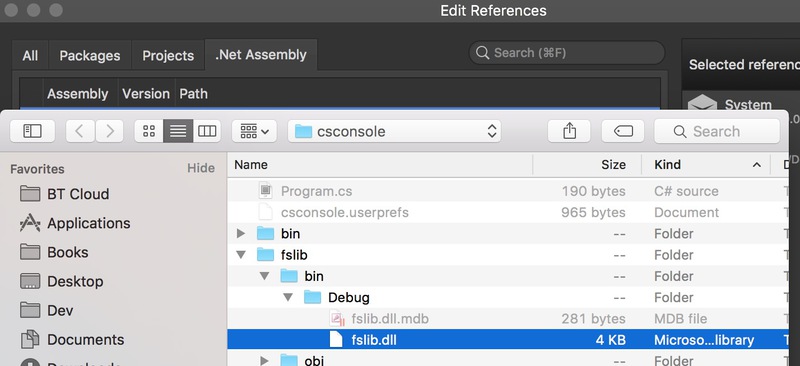 Edit References
All Packages Projects .Net Assembly Search (⌘F)
Selected referenc
Assembly Version Path
System
csconsole Search
Favorites Hide Name Size Kind
BT Cloud Program.cs 190 bytes C# source
csconsole.userprefs 965 bytes Document
Applications bin -- Folder
Books fslib -- Folder
Desktop bin -- Folder
Dev Debug -- Folder
fslib.dll.mdb 281 bytes MDB file
Documents fslib.dll 4 KB Microso...library
obj -- Folder